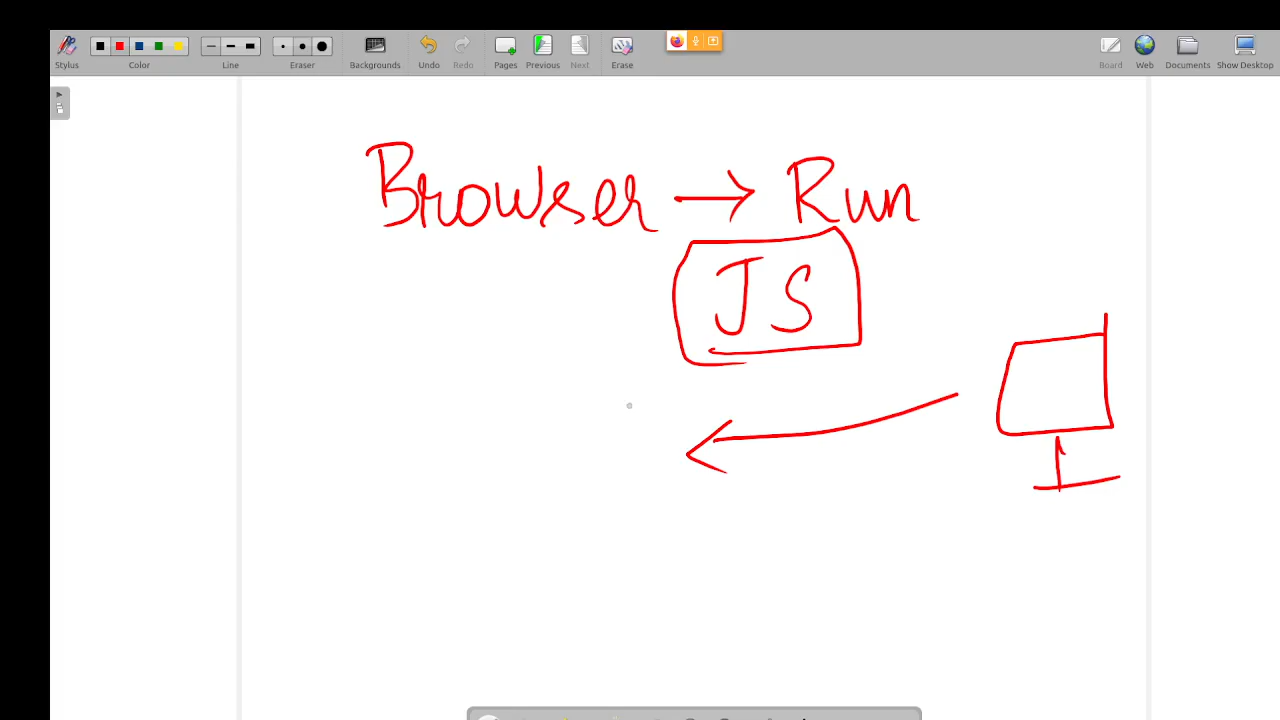 Stylus Color Line Eraser Backgrounds Undo Redo Pages Previous Next Erase Board Web Documents Show Desktop
Browser → Run
JS